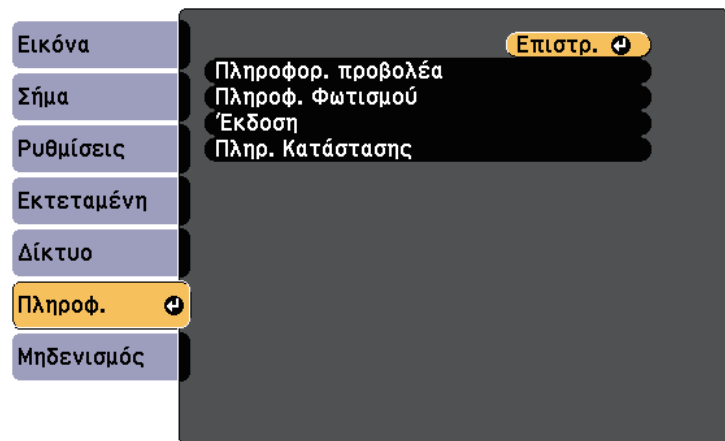 Εικόνα
Σήμα
Ρυθμίσεις
Εκτεταμένη
Δίκτυο
Πληροφ.
Μηδενισμός
Επιστρ.
Πληροφορ. προβολέα
Πληροφ. Φωτισμού
Έκδοση
Πληρ. Κατάστασης